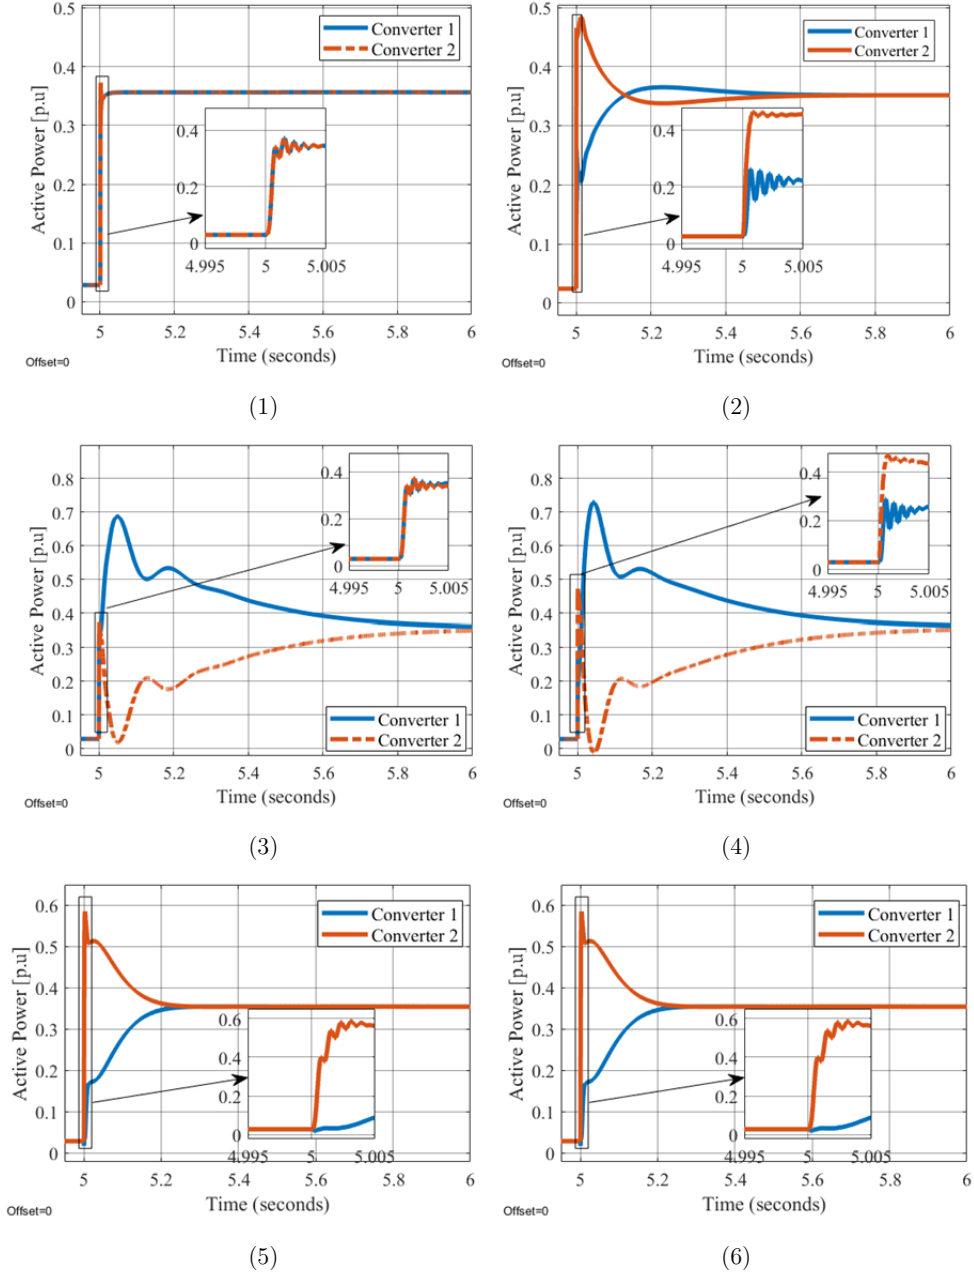 0.5
0.4
0.3
0.2
0.1
0
Active Power [p.u]
Converter 1
Converter 2
0.4
0.2
0
4.995 5 5.005
5 5.2 5.4 5.6 5.8 6
Time (seconds)
Offset=0
(1)
0.5
0.4
0.3
0.2
0.1
0
Active Power [p.u]
Converter 1
Converter 2
0.4
0.2
0
4.995 5 5.005
5 5.2 5.4 5.6 5.8 6
Time (seconds)
Offset=0
(2)
0.8
0.7
0.6
0.5
0.4
0.3
0.2
0.1
0
Active Power [p.u]
0.4
0.2
0
4.995 5 5.005
Converter 1
Converter 2
5 5.2 5.4 5.6 5.8 6
Time (seconds)
Offset=0
(3)
0.8
0.7
0.6
0.5
0.4
0.3
0.2
0.1
0
Active Power [p.u]
0.4
0.2
0
4.995 5 5.005
Converter 1
Converter 2
5 5.2 5.4 5.6 5.8 6
Time (seconds)
Offset=0
(4)
0.6
0.5
0.4
0.3
0.2
0.1
0
Active Power [p.u]
Converter 1
Converter 2
0.6
0.4
0.2
0
4.995 5 5.005
5 5.2 5.4 5.6 5.8 6
Time (seconds)
Offset=0
(5)
0.6
0.5
0.4
0.3
0.2
0.1
0
Active Power [p.u]
Converter 1
Converter 2
0.6
0.4
0.2
0
4.995 5 5.005
5 5.2 5.4 5.6 5.8 6
Time (seconds)
Offset=0
(6)